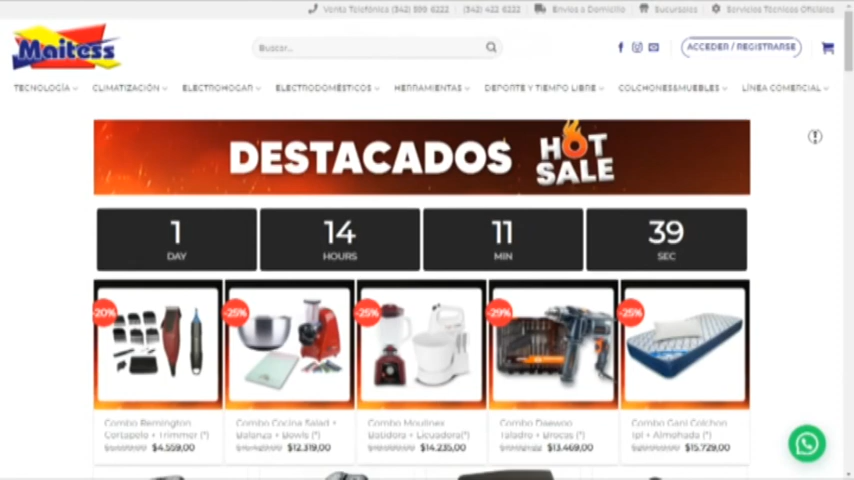 Venta Telefónica (342) 599 6222 (342) 422 6222 Envíos a Domicilio Sucursales Servicios Técnicos Oficiales
Maitess
Buscar...
ACCEDER / REGISTRARSE
TECNOLOGÍA CLIMATIZACIÓN ELECTROHOGAR ELECTRODOMÉSTICOS HERRAMIENTAS DEPORTE Y TIEMPO LIBRE COLCHONES&MUEBLES LÍNEA COMERCIAL
DESTACADOS HOT SALE
1 14 11 39
DAY HOURS MIN SEC
-20% -25% -25% -29% -25%
Combo Remington Combo Cocina Salad + Combo Moulinex Combo Daewoo Combo Gani Colchon
Cortapelo + Trimmer (*) Balanza + Bowls (*) Batidora + Licuadora(*) Taladro + Brocas (*) 1pl + Almohada (*)
$4.559,00 $12.319,00 $14.235,00 $13.469,00 $15.729,00